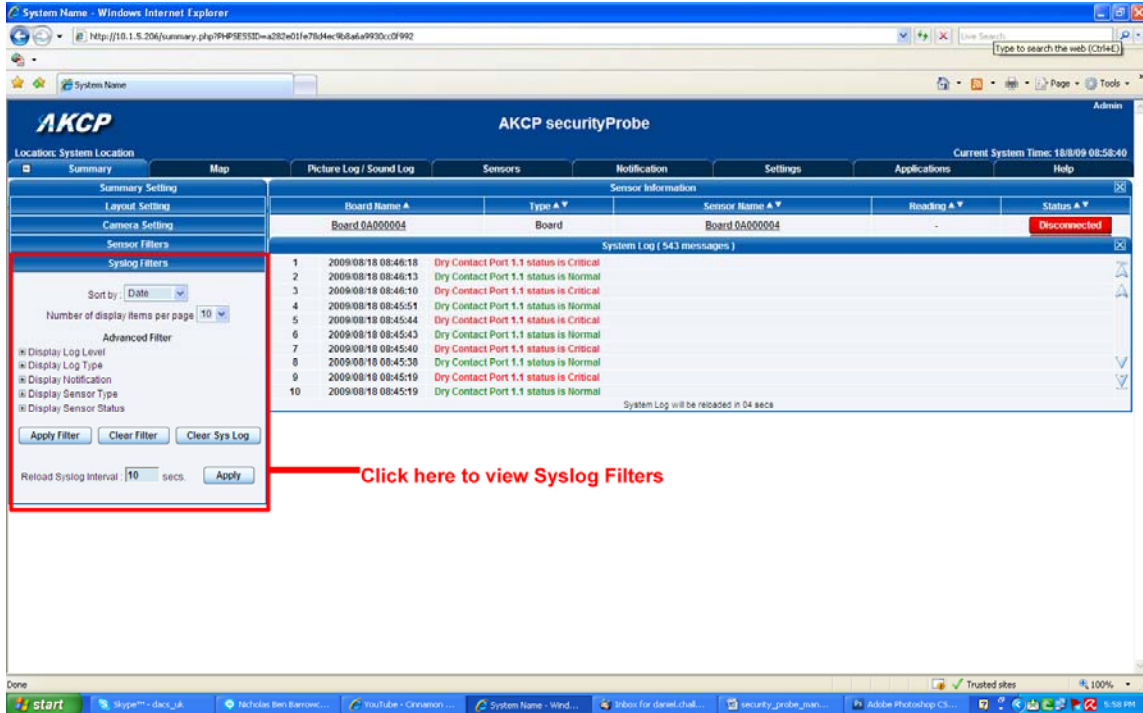 System Name - Windows Internet Explorer
http://10.1.5.206/summary.php?PHPSESSID=a282e01fe78d4ec9b8a6a9930cc0f992
Live Search
Type to search the web (Ctrl+E)
System Name
Page
Tools
Admin
AKCP
AKCP securityProbe
Location: System Location
Current System Time: 18/8/09 08:58:40
Summary Map Picture Log / Sound Log Sensors Notification Settings Applications Help
Summary Setting
Layout Setting
Camera Setting
Sensor Filters
Syslog Filters
Sort by : Date
Number of display items per page 10
Advanced Filter
Display Log Level
Display Log Type
Display Notification
Display Sensor Type
Display Sensor Status
Apply Filter Clear Filter Clear Sys Log
Reload Syslog Interval : 10 secs. Apply
Sensor Information
Board Name Type Sensor Name Reading Status
Board 0A000004 Board Board 0A000004 - Disconnected
System Log ( 543 messages )
1 2009/08/18 08:46:18 Dry Contact Port 1.1 status is Critical
2 2009/08/18 08:46:13 Dry Contact Port 1.1 status is Normal
3 2009/08/18 08:46:10 Dry Contact Port 1.1 status is Critical
4 2009/08/18 08:45:51 Dry Contact Port 1.1 status is Normal
5 2009/08/18 08:45:44 Dry Contact Port 1.1 status is Critical
6 2009/08/18 08:45:43 Dry Contact Port 1.1 status is Normal
7 2009/08/18 08:45:40 Dry Contact Port 1.1 status is Critical
8 2009/08/18 08:45:38 Dry Contact Port 1.1 status is Normal
9 2009/08/18 08:45:19 Dry Contact Port 1.1 status is Critical
10 2009/08/18 08:45:19 Dry Contact Port 1.1 status is Normal
System Log will be reloaded in 04 secs
Click here to view Syslog Filters
Done
Trusted sites
100%
start
Skype™ - dacs_uk
Nicholas Ben Barrowc...
YouTube - Cinnamon ...
System Name - Wind...
Inbox for daniel.chall...
security_probe_man...
Adobe Photoshop CS...
5:58 PM